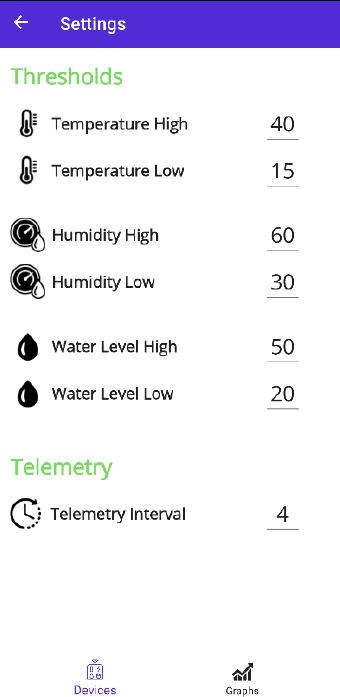 Settings
Thresholds
Temperature High 40
Temperature Low 15
Humidity High 60
Humidity Low 30
Water Level High 50
Water Level Low 20
Telemetry
Telemetry Interval 4
Devices Graphs